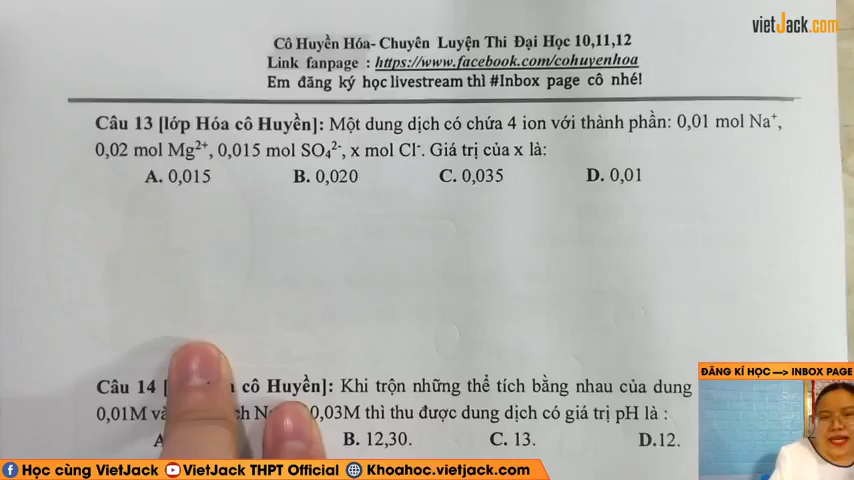 vietJack.com
Cô Huyền Hóa- Chuyên Luyện Thi Đại Học 10,11,12
Link fanpage : https://www.facebook.com/cohuyenhoa
Em đăng ký học livestream thì #Inbox page cô nhé!
Câu 13 [lớp Hóa cô Huyền]: Một dung dịch có chứa 4 ion với thành phần: 0,01 mol Na⁺,
0,02 mol Mg²⁺, 0,015 mol SO₄²⁻, x mol Cl⁻. Giá trị của x là:
A. 0,015 B. 0,020 C. 0,035 D. 0,01
Câu 14 [ cô Huyền]: Khi trộn những thể tích bằng nhau của dung
0,01M 0,03M thì thu được dung dịch có giá trị pH là :
B. 12,30. C. 13. D.12.
ĐĂNG KÍ HỌC —> INBOX PAGE
Học cùng VietJack VietJack THPT Official Khoahoc.vietjack.com